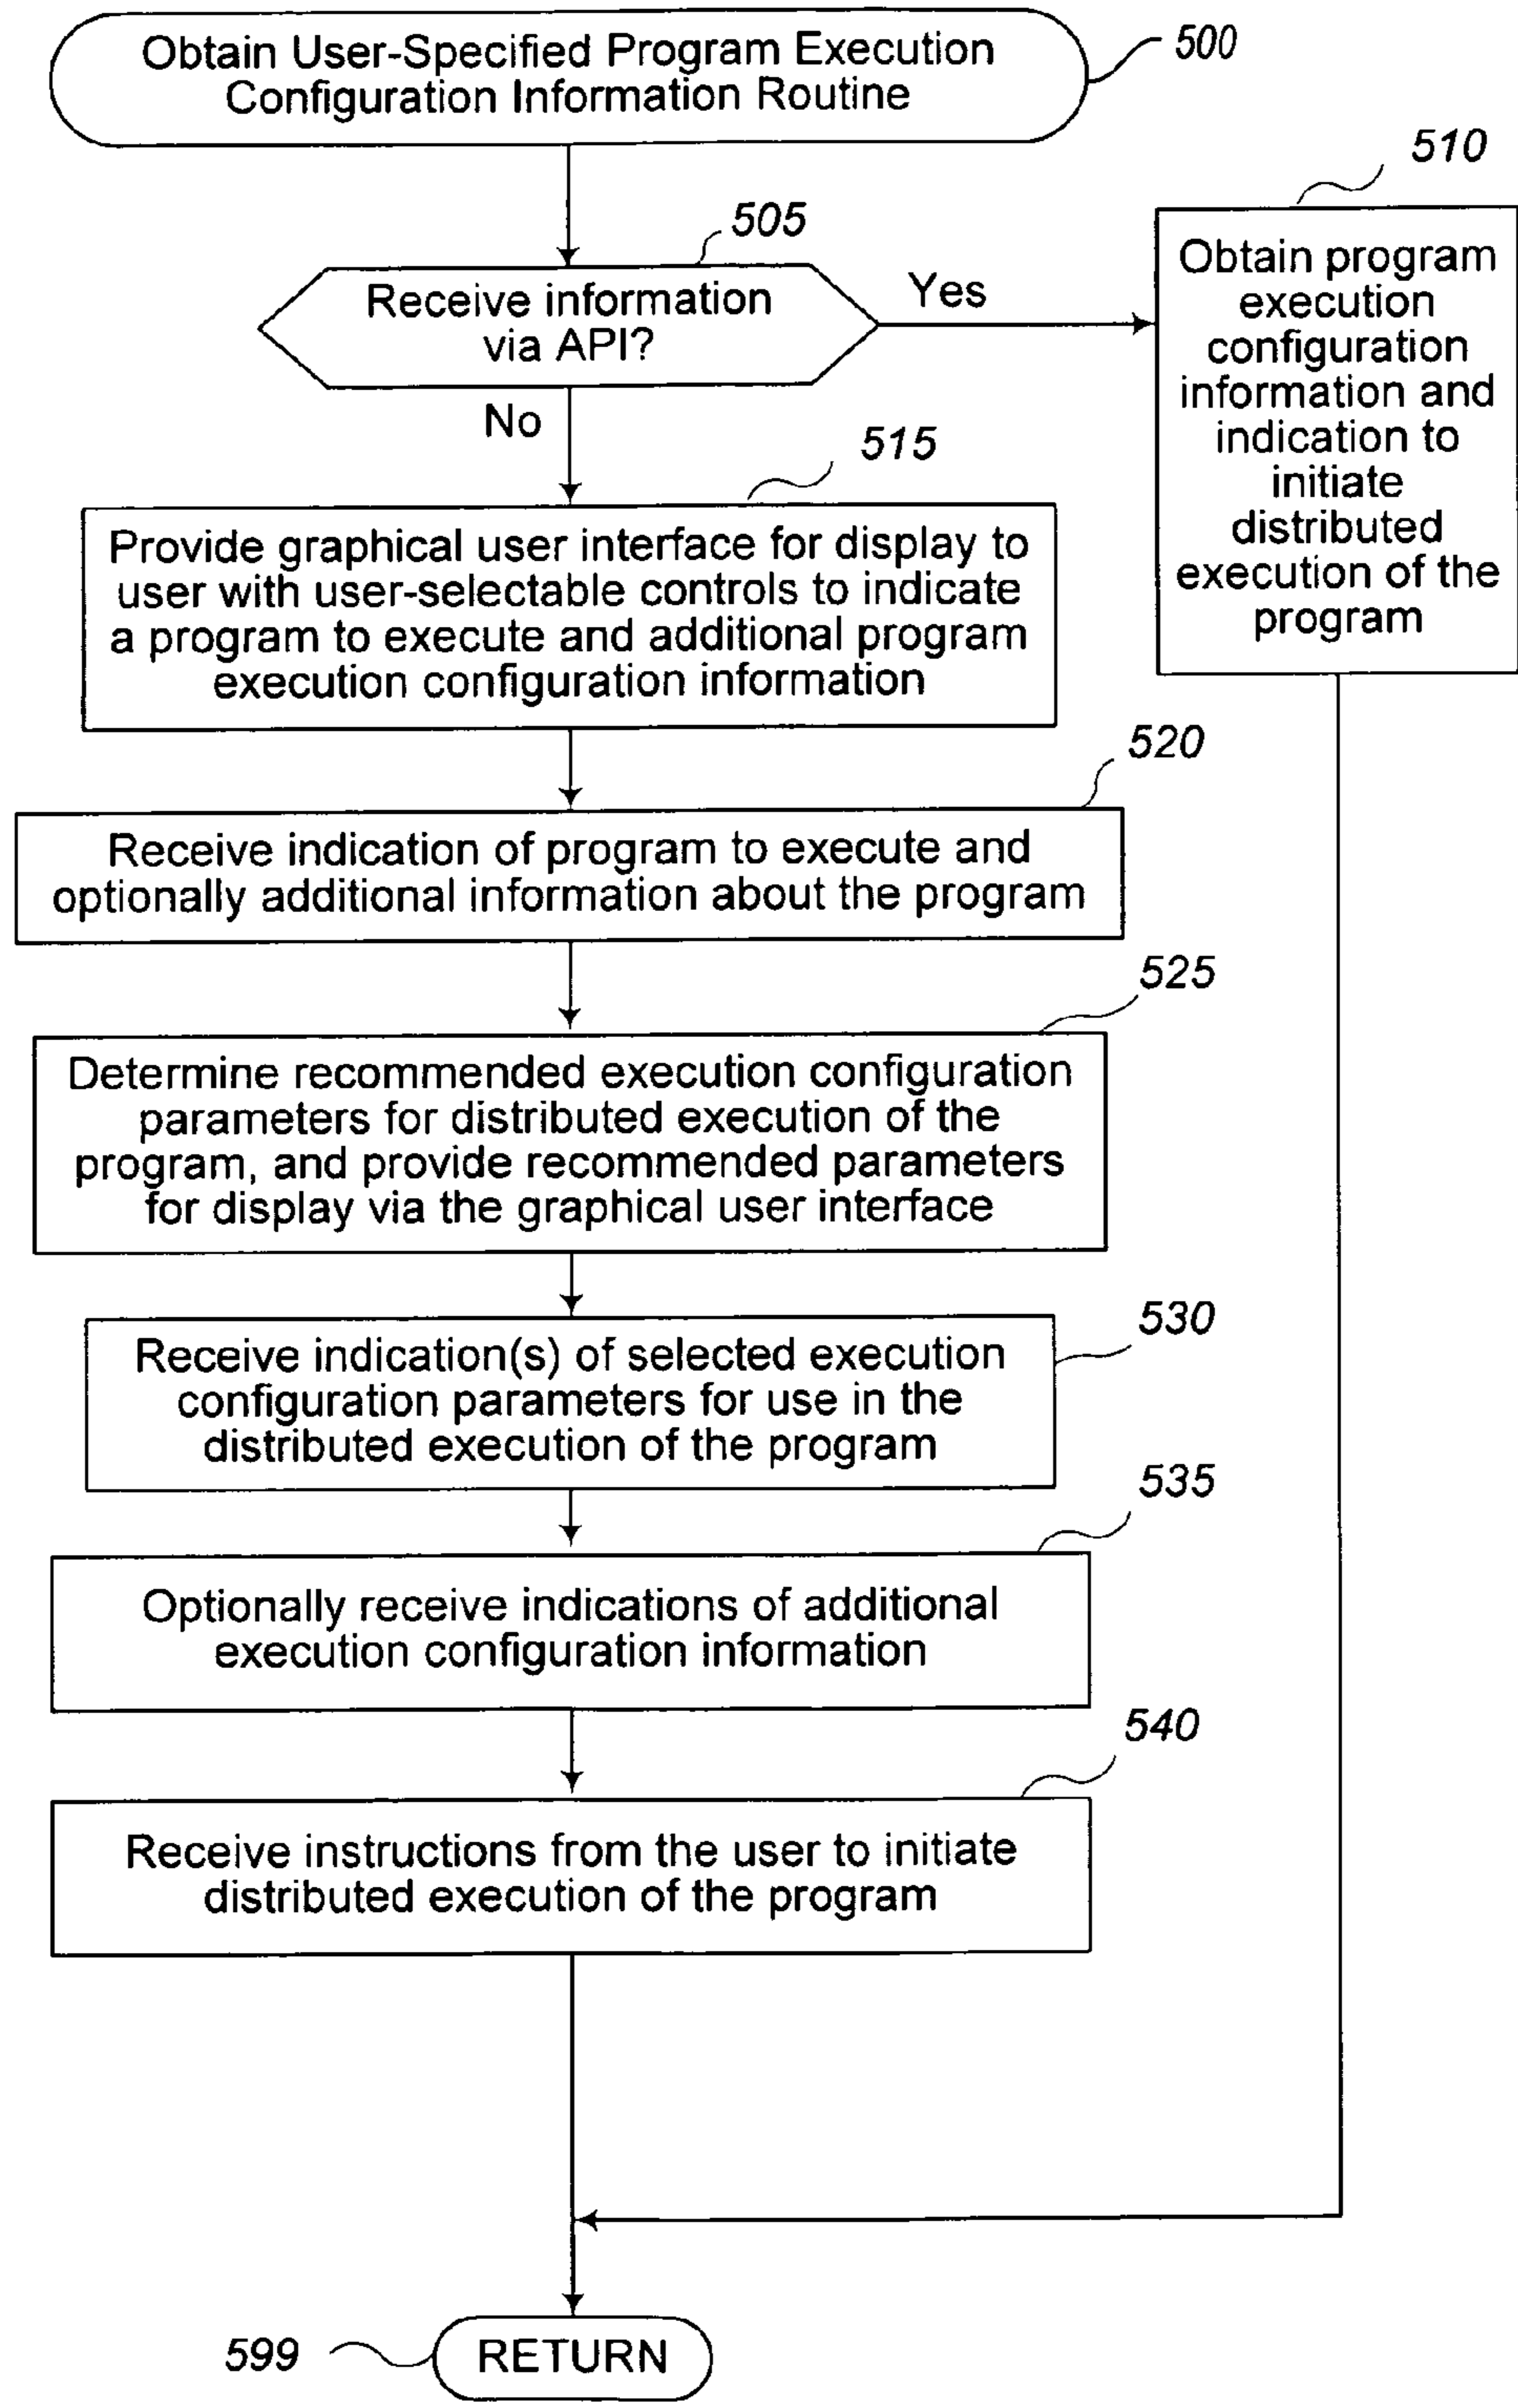 Obtain User-Specified Program Execution
Configuration Information Routine
500
505
Receive information
via API?
Yes
No
510
Obtain program
execution
configuration
information and
indication to
initiate
distributed
execution of the
program
515
Provide graphical user interface for display to
user with user-selectable controls to indicate
a program to execute and additional program
execution configuration information
520
Receive indication of program to execute and
optionally additional information about the program
525
Determine recommended execution configuration
parameters for distributed execution of the
program, and provide recommended parameters
for display via the graphical user interface
530
Receive indication(s) of selected execution
configuration parameters for use in the
distributed execution of the program
535
Optionally receive indications of additional
execution configuration information
540
Receive instructions from the user to initiate
distributed execution of the program
599
RETURN